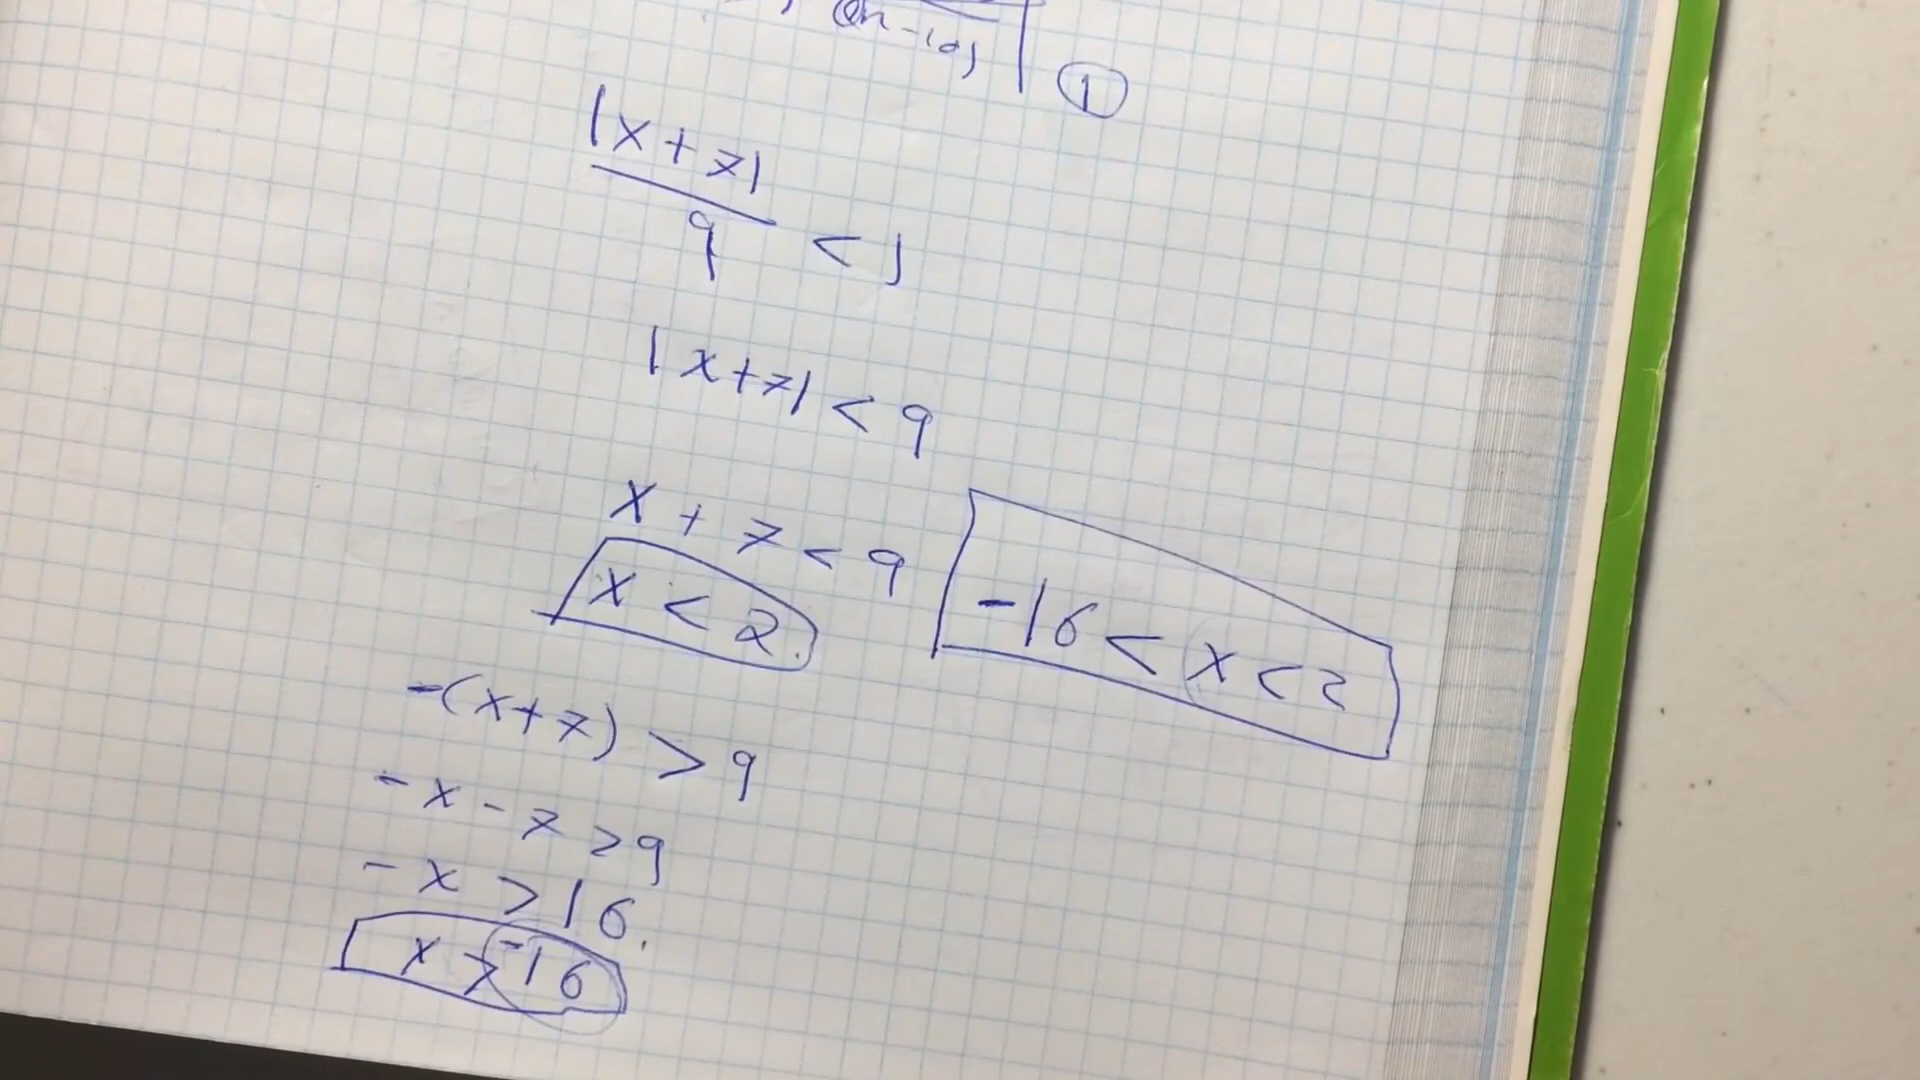 ①
|x+7|
9 < 1
|x+7| < 9
x + 7 < 9
x < 2
-16 < x < 2
-(x+7) > 9
-x - 7 > 9
-x > 16.
x > -16